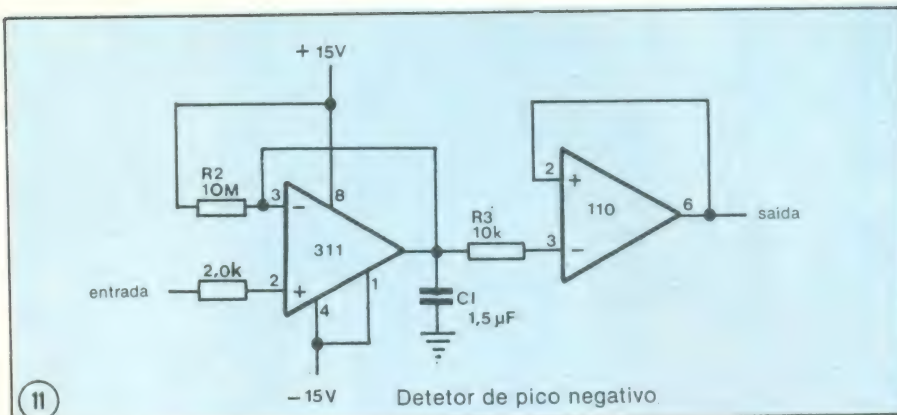 + 15V
R2
10M
3
−
8
311
2,0k
entrada
2
+
4
1
−15V
C1
1,5 µF
R3
10k
2
+
110
3
−
6
saída
11
Detetor de pico negativo